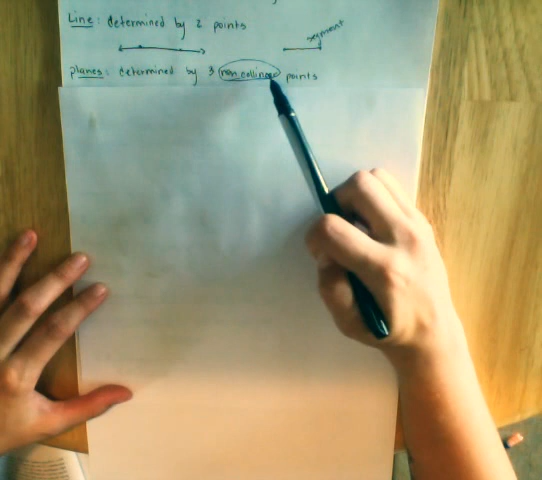 Line: determined by 2 points
segment
planes: determined by 3 non collinear points